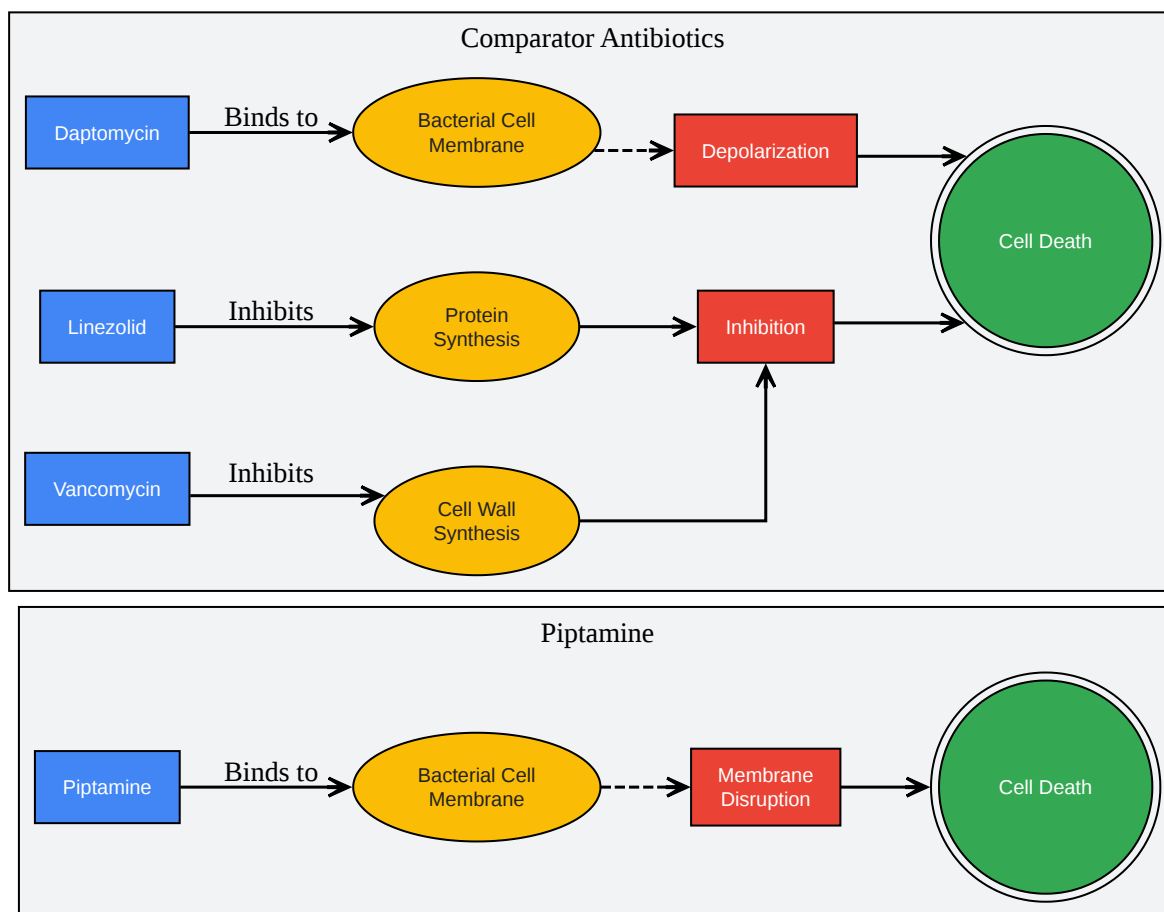 Comparator Antibiotics
Daptomycin
Binds to
Bacterial Cell
Membrane
Depolarization
Cell Death
Linezolid
Inhibits
Protein
Synthesis
Inhibition
Vancomycin
Inhibits
Cell Wall
Synthesis
Piptamine
Piptamine
Binds to
Bacterial Cell
Membrane
Membrane
Disruption
Cell Death